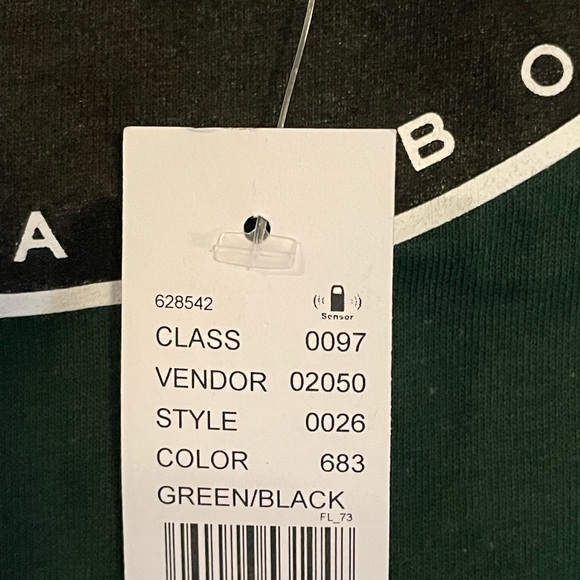 A B O
628542
Sensor
CLASS 0097
VENDOR 02050
STYLE 0026
COLOR 683
GREEN/BLACK
FL_73